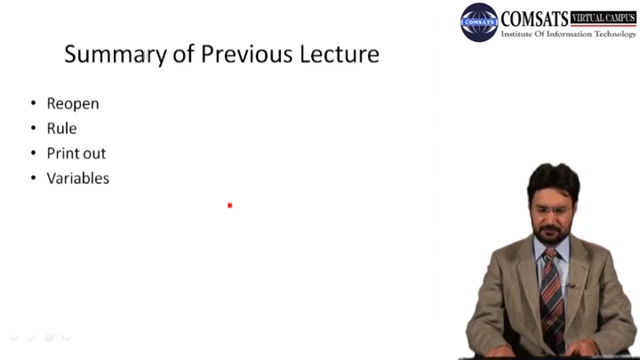 COMSATS VIRTUAL CAMPUS
Institute Of Information Technology
COMSATS
Summary of Previous Lecture
• Reopen
• Rule
• Print out
• Variables